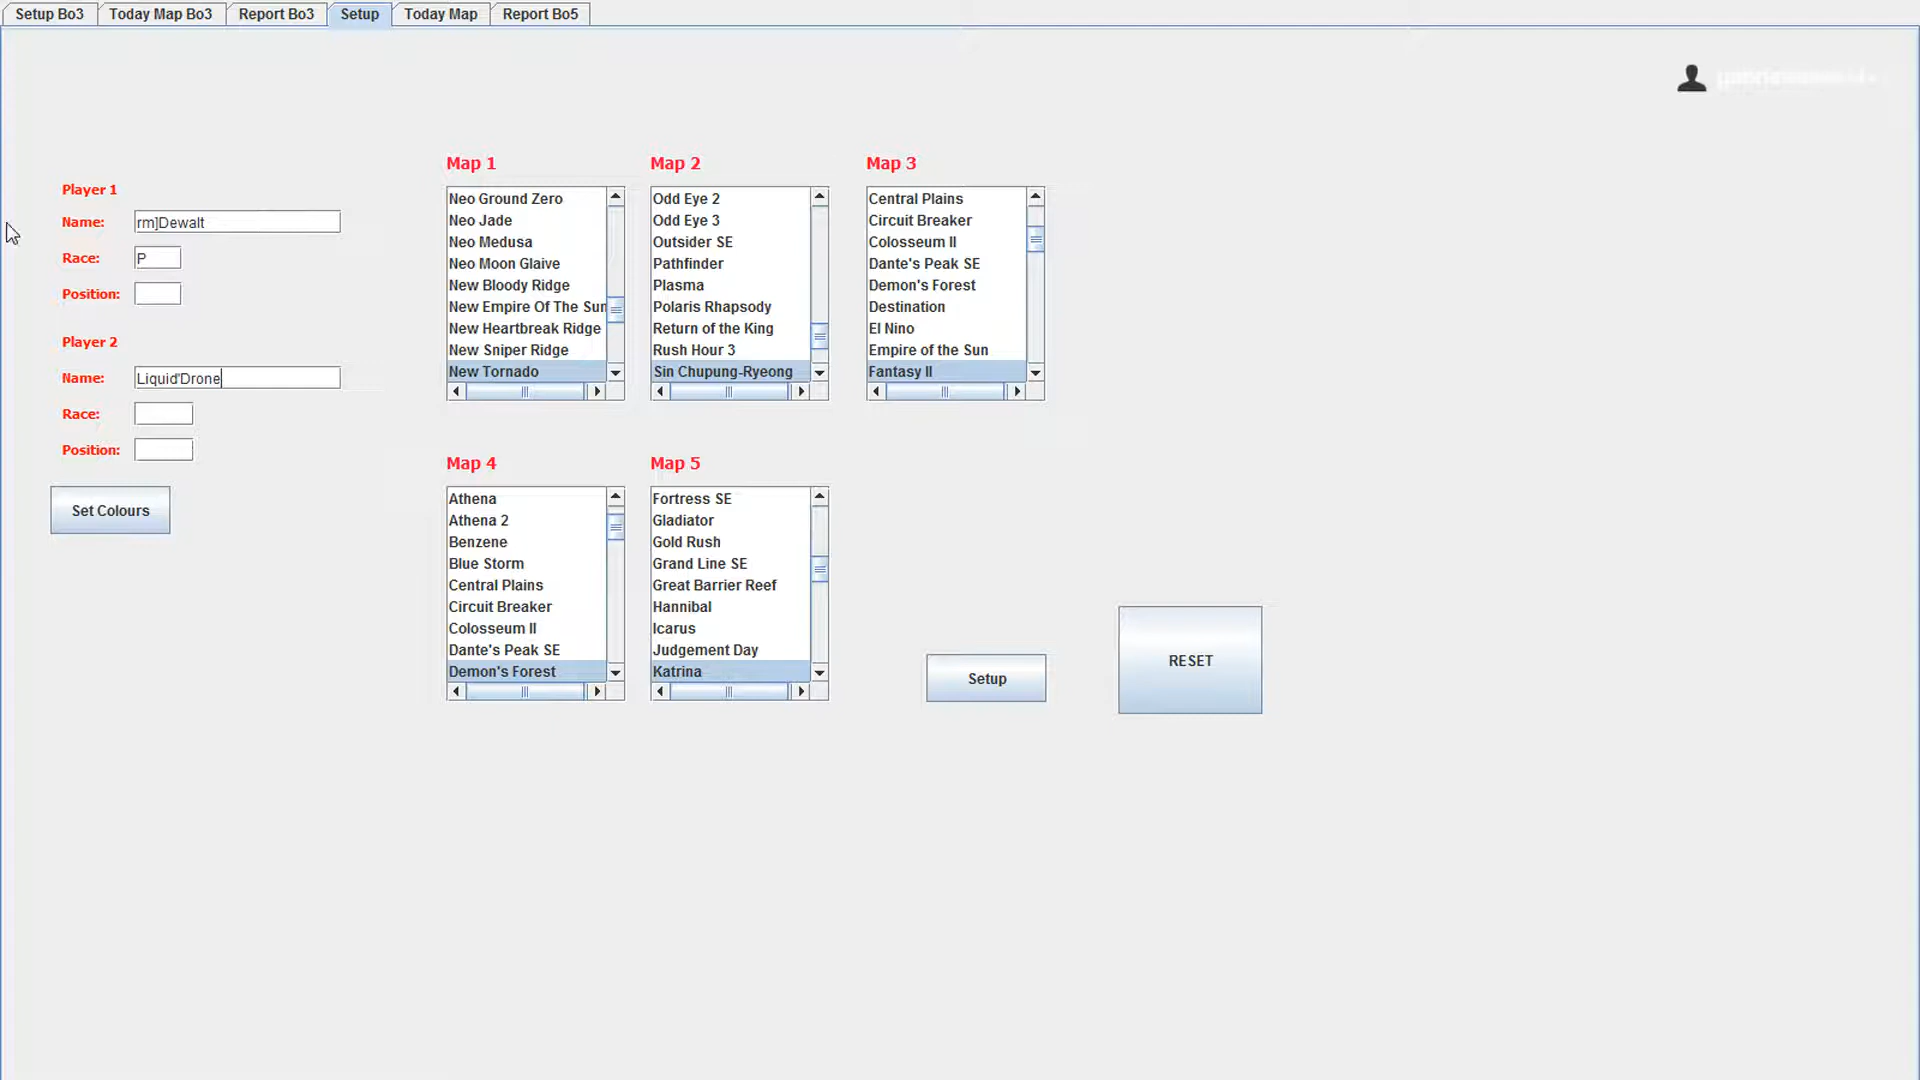 Setup Bo3 Today Map Bo3 Report Bo3 Setup Today Map Report Bo5
Player 1
Name: rm]Dewalt
Race: P
Position:
Player 2
Name: Liquid'Drone
Race:
Position:
Set Colours
Map 1
Neo Ground Zero
Neo Jade
Neo Medusa
Neo Moon Glaive
New Bloody Ridge
New Empire Of The Sun
New Heartbreak Ridge
New Sniper Ridge
New Tornado
Map 2
Odd Eye 2
Odd Eye 3
Outsider SE
Pathfinder
Plasma
Polaris Rhapsody
Return of the King
Rush Hour 3
Sin Chupung-Ryeong
Map 3
Central Plains
Circuit Breaker
Colosseum II
Dante's Peak SE
Demon's Forest
Destination
El Nino
Empire of the Sun
Fantasy II
Map 4
Athena
Athena 2
Benzene
Blue Storm
Central Plains
Circuit Breaker
Colosseum II
Dante's Peak SE
Demon's Forest
Map 5
Fortress SE
Gladiator
Gold Rush
Grand Line SE
Great Barrier Reef
Hannibal
Icarus
Judgement Day
Katrina
Setup
RESET